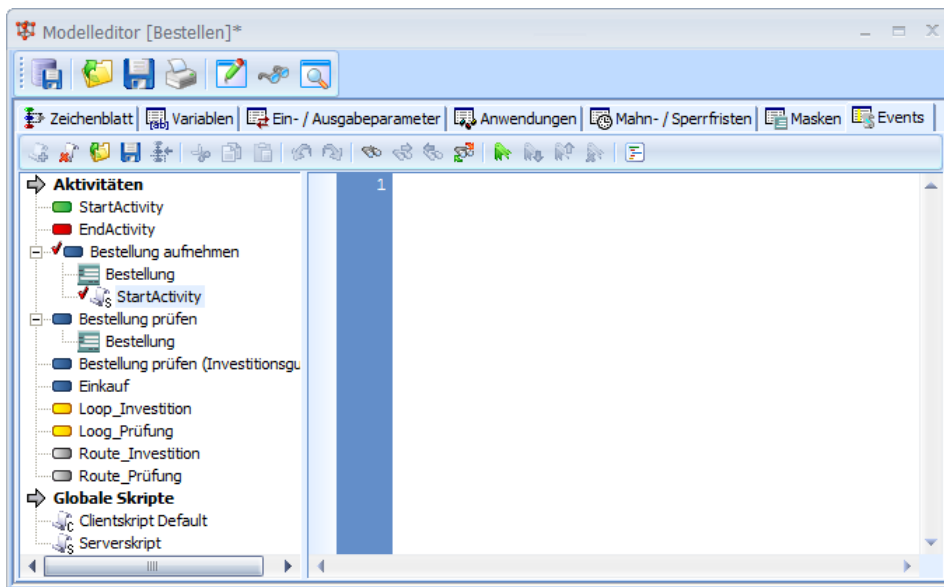 Modelleditor [Bestellen]*
Zeichenblatt Variablen Ein- / Ausgabeparameter Anwendungen Mahn- / Sperrfristen Masken Events
Aktivitäten
1
StartActivity
EndActivity
Bestellung aufnehmen
Bestellung
StartActivity
Bestellung prüfen
Bestellung
Bestellung prüfen (Investitionsgu
Einkauf
Loop_Investition
Loog_Prüfung
Route_Investition
Route_Prüfung
Globale Skripte
Clientskript Default
Serverskript